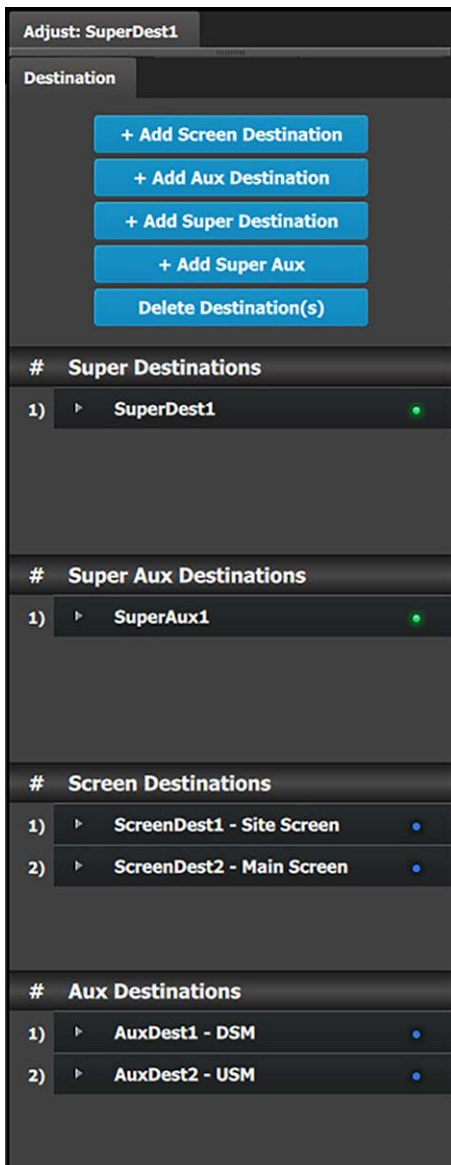 Adjust: SuperDest1
Destination
+ Add Screen Destination
+ Add Aux Destination
+ Add Super Destination
+ Add Super Aux
Delete Destination(s)
# Super Destinations
1) SuperDest1
# Super Aux Destinations
1) SuperAux1
# Screen Destinations
1) ScreenDest1 - Site Screen
2) ScreenDest2 - Main Screen
# Aux Destinations
1) AuxDest1 - DSM
2) AuxDest2 - USM